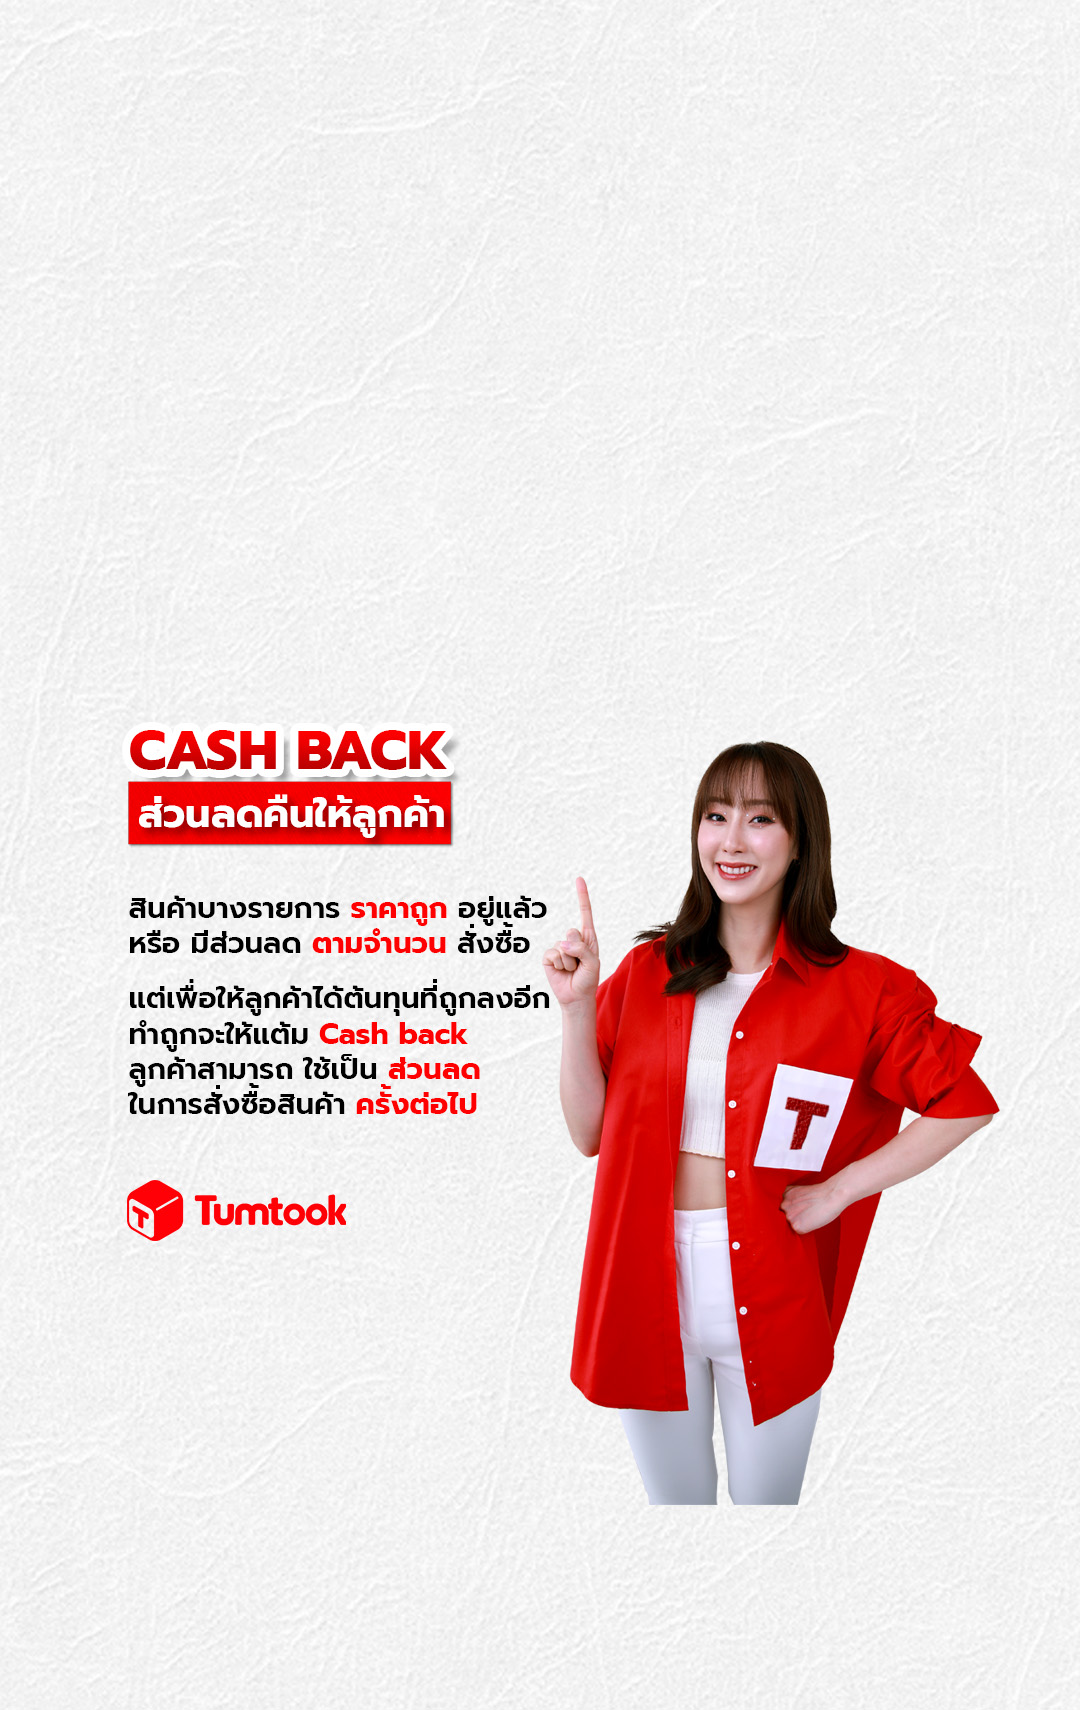 CASH BACK
ส่วนลดคืนให้ลูกค้า
สินค้าบางรายการ ราคาถูก อยู่แล้ว
หรือ มีส่วนลด ตามจำนวน สั่งซื้อ
แต่เพื่อให้ลูกค้าได้ต้นทุนที่ถูกลงอีก
ทำถูกจะให้แต้ม Cash back
ลูกค้าสามารถ ใช้เป็น ส่วนลด
ในการสั่งซื้อสินค้า ครั้งต่อไป
T
T Tumtook